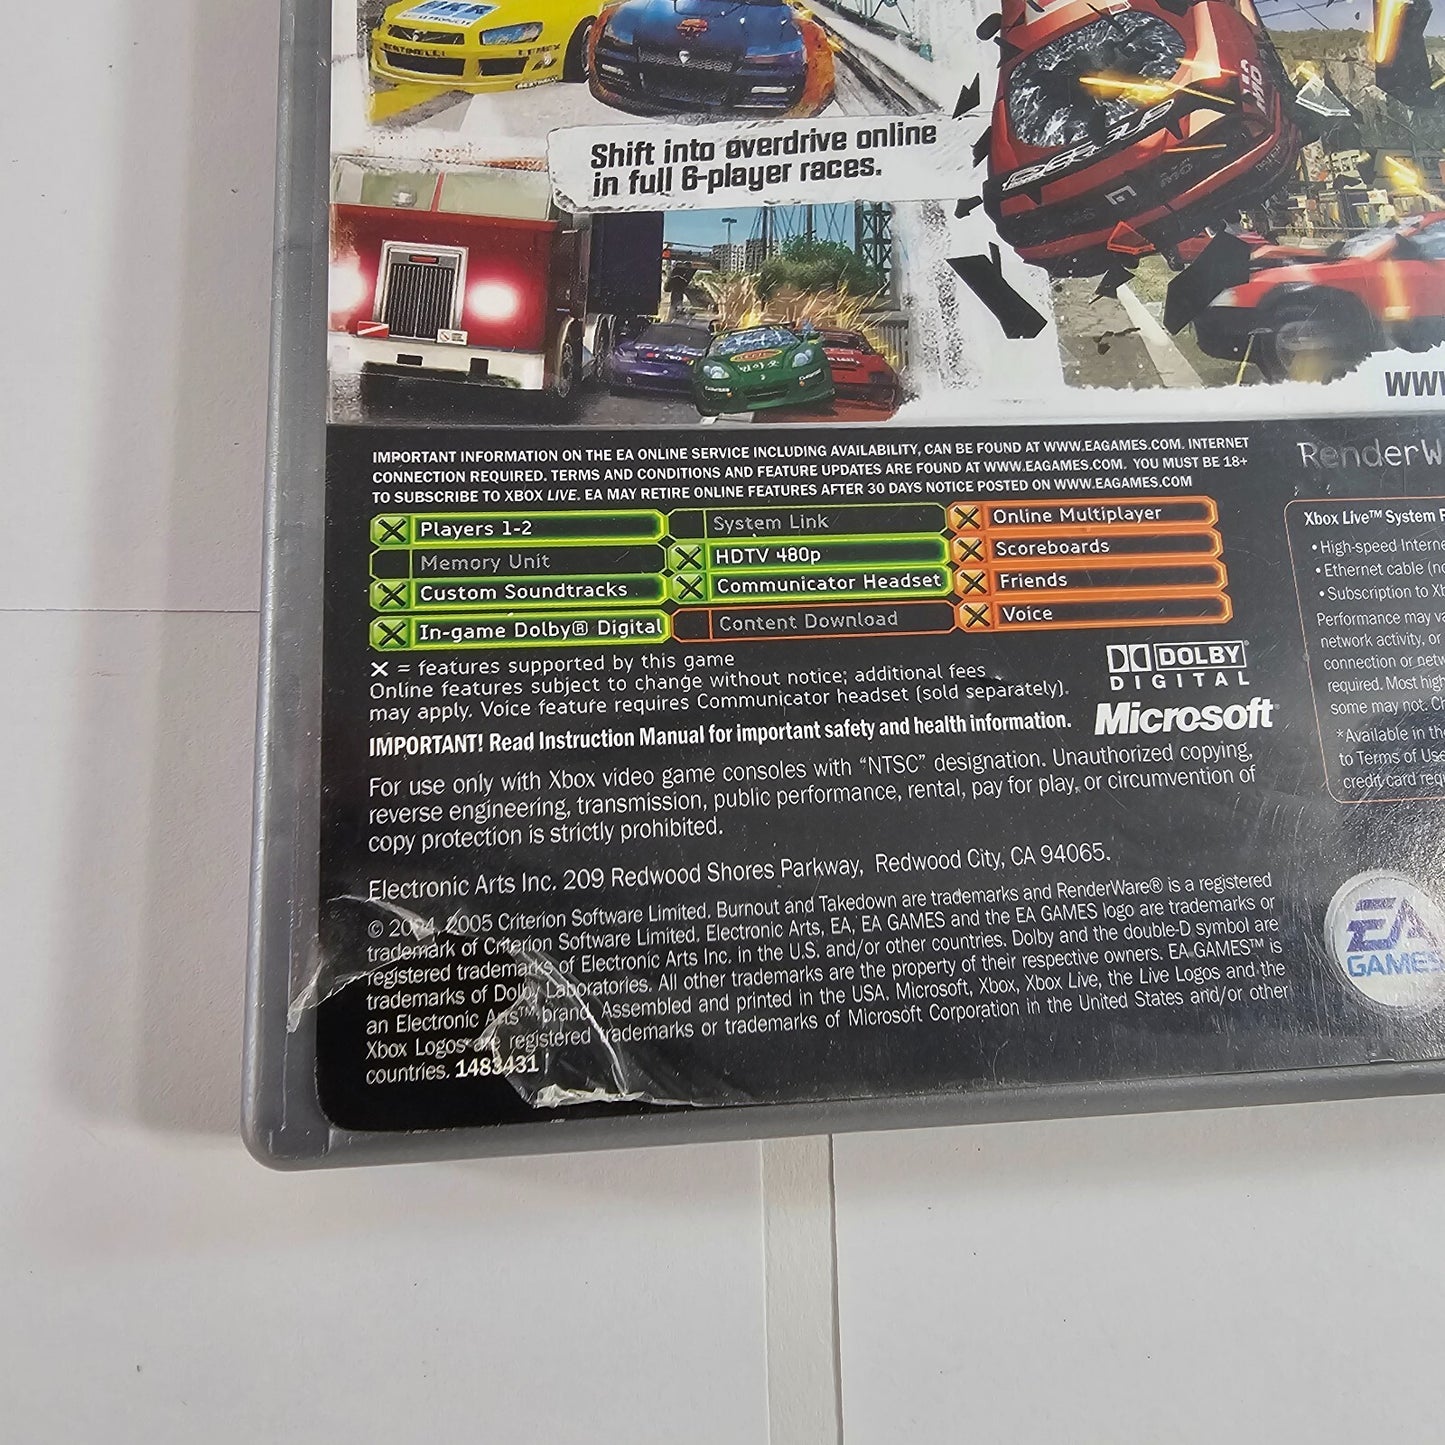 HKR
Shift into overdrive online
in full 6-player races.
WWW
IMPORTANT INFORMATION ON THE EA ONLINE SERVICE INCLUDING AVAILABILITY, CAN BE FOUND AT WWW.EAGAMES.COM. INTERNET
CONNECTION REQUIRED. TERMS AND CONDITIONS AND FEATURE UPDATES ARE FOUND AT WWW.EAGAMES.COM. YOU MUST BE 18+
TO SUBSCRIBE TO XBOX LIVE. EA MAY RETIRE ONLINE FEATURES AFTER 30 DAYS NOTICE POSTED ON WWW.EAGAMES.COM
Players 1-2
Memory Unit
Custom Soundtracks
In-game Dolby® Digital
System Link
HDTV 480p
Communicator Headset
Content Download
Online Multiplayer
Scoreboards
Friends
Voice
X = features supported by this game
Online features subject to change without notice; additional fees
may apply. Voice feature requires Communicator headset (sold separately).
IMPORTANT! Read Instruction Manual for important safety and health information.
DOLBY
DIGITAL
Microsoft
For use only with Xbox video game consoles with "NTSC" designation. Unauthorized copying,
reverse engineering, transmission, public performance, rental, pay for play, or circumvention of
copy protection is strictly prohibited.
Electronic Arts Inc. 209 Redwood Shores Parkway, Redwood City, CA 94065.
© 2004, 2005 Criterion Software Limited. Burnout and Takedown are trademarks and RenderWare® is a registered
trademark of Criterion Software Limited. Electronic Arts, EA, EA GAMES and the EA GAMES logo are trademarks or
registered trademarks of Electronic Arts Inc. in the U.S. and/or other countries. Dolby and the double-D symbol are
trademarks of Dolby Laboratories. All other trademarks are the property of their respective owners. EA GAMES™ is
an Electronic Arts™ brand. Assembled and printed in the USA. Microsoft, Xbox, Xbox Live, the Live Logos and the
Xbox Logos are registered trademarks or trademarks of Microsoft Corporation in the United States and/or other
countries. 1483431
RenderW
Xbox Live™ System
• High-speed Interne
• Ethernet cable (no
• Subscription to Xb
Performance may va
network activity, or
connection or netw
required. Most high
some may not. C
*Available in the
to Terms of Use
credit card requ
EA
GAMES